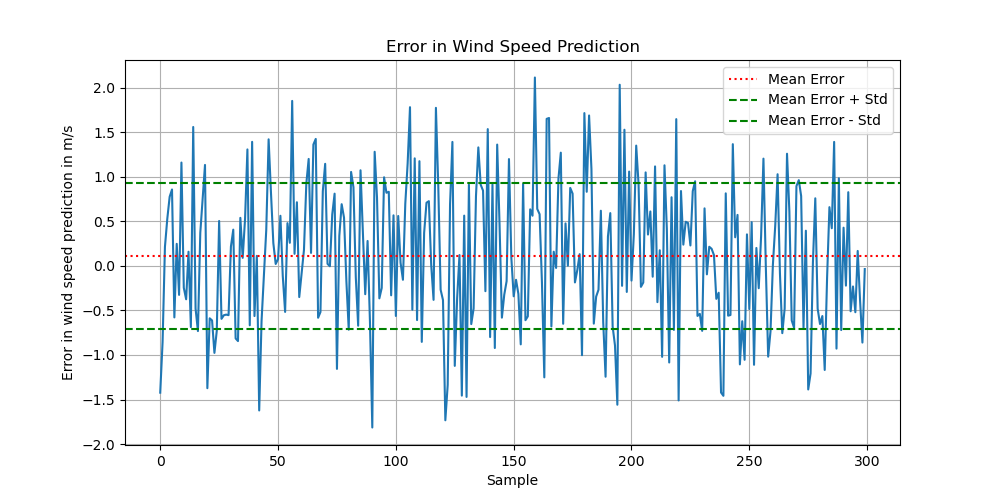 Error in Wind Speed Prediction
Mean Error
Mean Error + Std
Mean Error - Std
Error in wind speed prediction in m/s
2.0
1.5
1.0
0.5
0.0
−0.5
−1.0
−1.5
−2.0
0 50 100 150 200 250 300
Sample